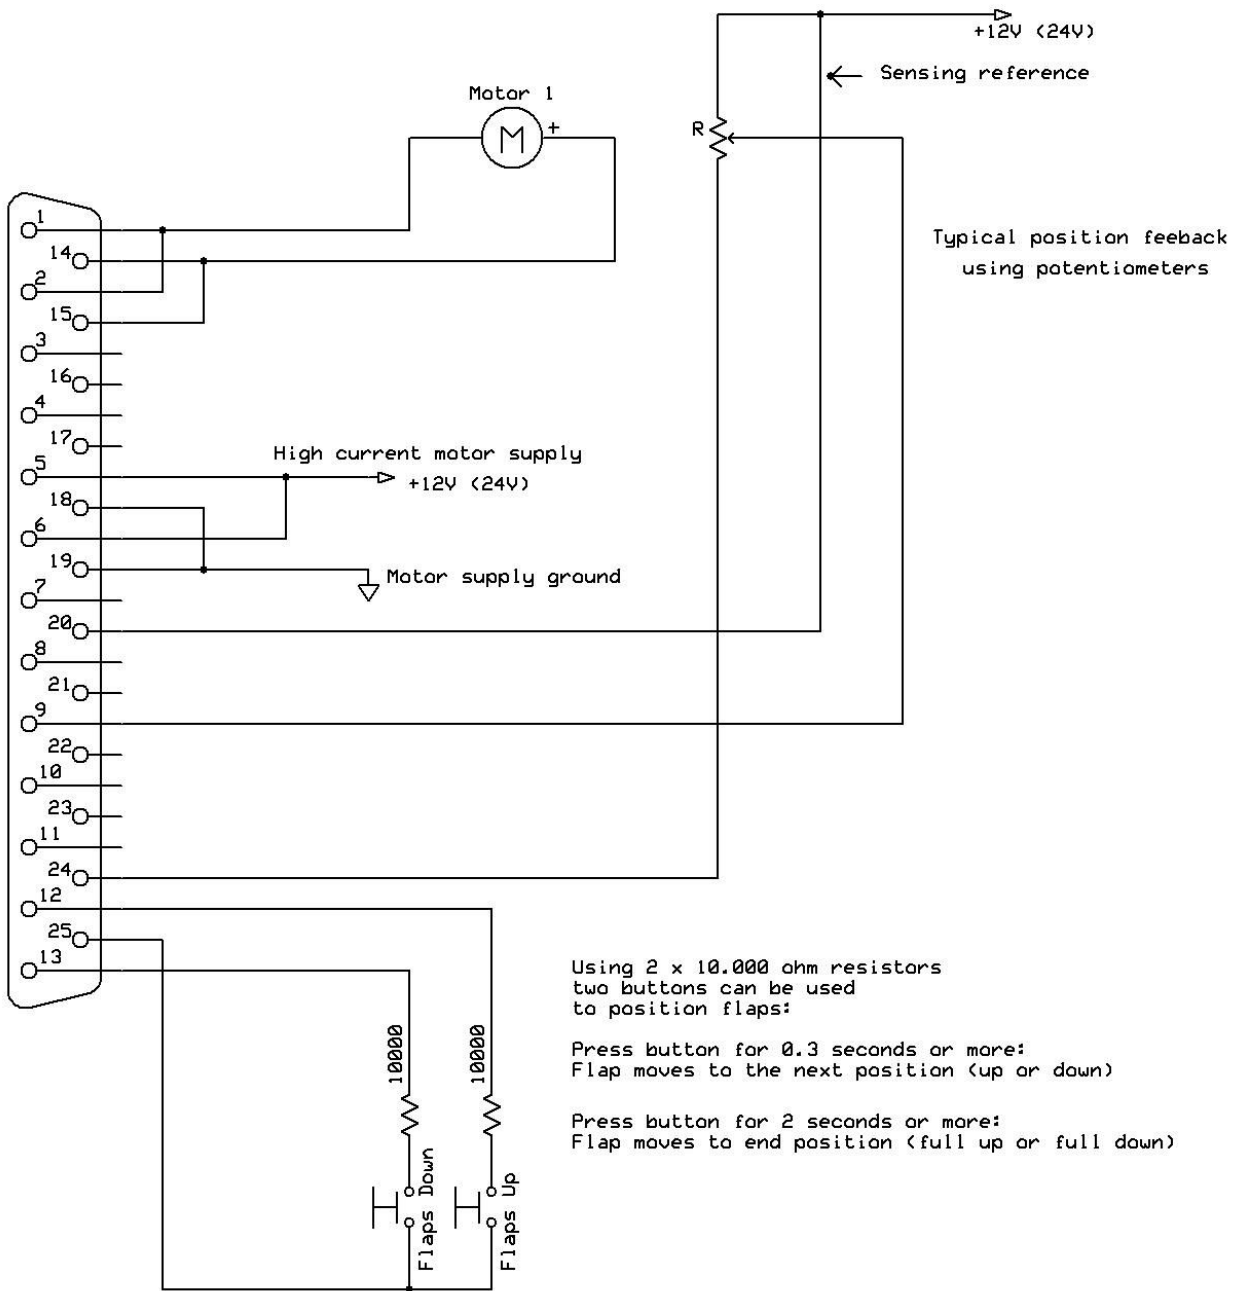 +12V (24V)
Sensing reference
Motor 1
M
+
R
Typical position feeback
using potentiometers
1
14
2
15
3
16
4
17
5
High current motor supply
+12V (24V)
18
6
19
Motor supply ground
7
20
8
21
9
22
10
23
11
24
12
25
13
Using 2 x 10.000 ohm resistors
two buttons can be used
to position flaps:
Press button for 0.3 seconds or more:
Flap moves to the next position (up or down)
Press button for 2 seconds or more:
Flap moves to end position (full up or full down)
10000
10000
Flaps Down
Flaps Up